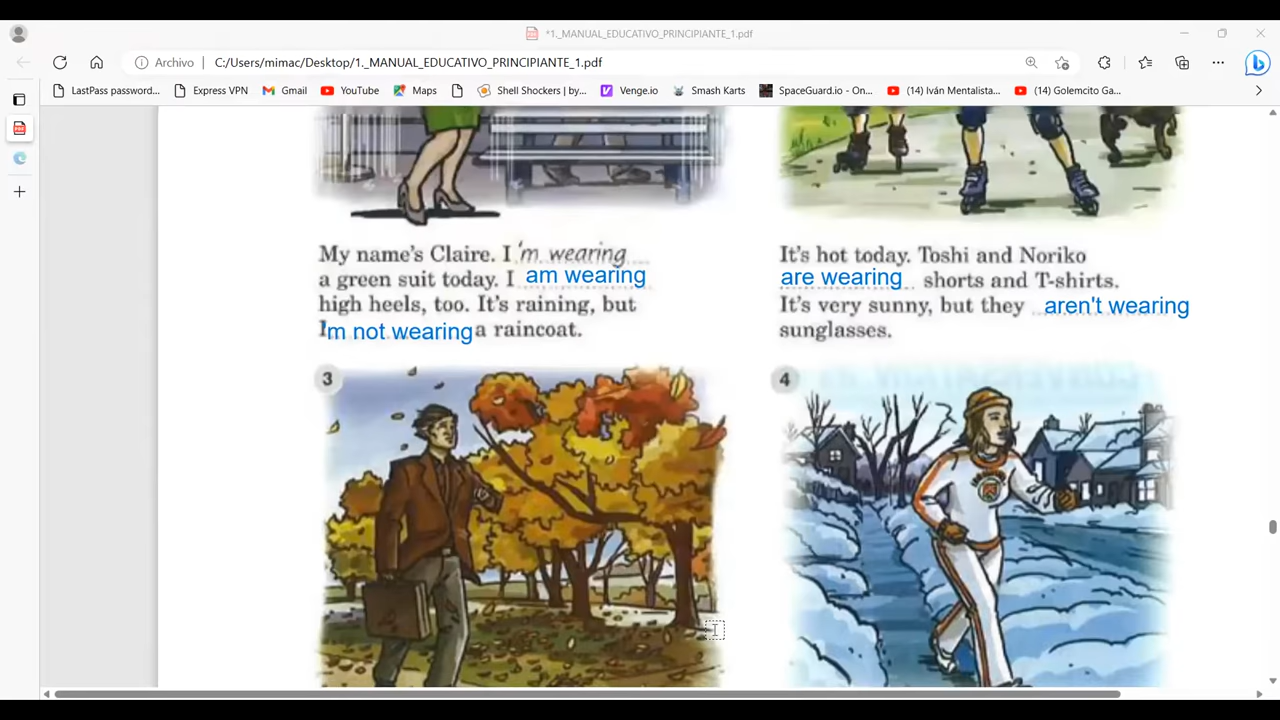 *1._MANUAL_EDUCATIVO_PRINCIPIANTE_1.pdf
Archivo C:/Users/mimac/Desktop/1._MANUAL_EDUCATIVO_PRINCIPIANTE_1.pdf
LastPass password... Express VPN Gmail YouTube Maps Shell Shockers | by... Venge.io Smash Karts SpaceGuard.io - On... (14) Iván Mentalista... (14) Golemcito Ga...
My name's Claire. I 'm wearing
a green suit today. I am wearing
high heels, too. It's raining, but
I'm not wearing a raincoat.
It's hot today. Toshi and Noriko
are wearing shorts and T-shirts.
It's very sunny, but they aren't wearing
sunglasses.
3
4